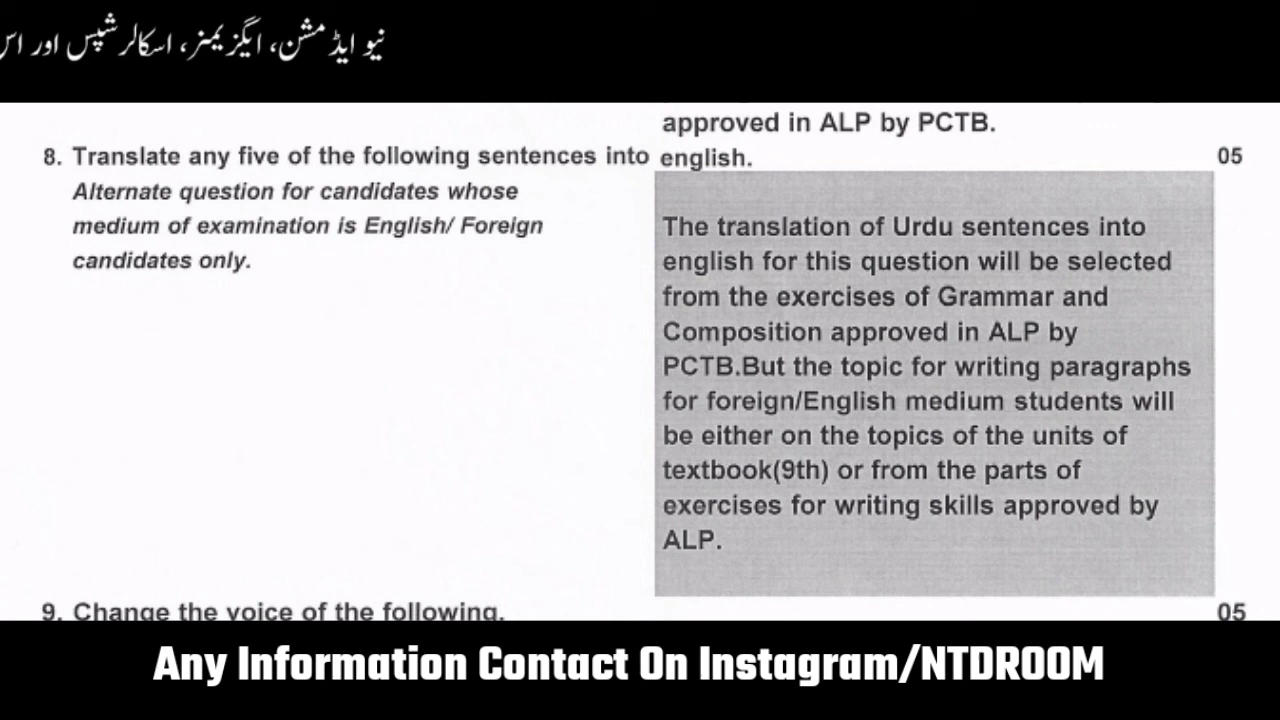 نیو ایڈمشن، ایگزیمنز، اسکالرشپس اور
approved in ALP by PCTB.
8. Translate any five of the following sentences into english. 05
Alternate question for candidates whose
medium of examination is English/ Foreign
candidates only.
The translation of Urdu sentences into
english for this question will be selected
from the exercises of Grammar and
Composition approved in ALP by
PCTB.But the topic for writing paragraphs
for foreign/English medium students will
be either on the topics of the units of
textbook(9th) or from the parts of
exercises for writing skills approved by
ALP.
9. Change the voice of the following. 05
Any Information Contact On Instagram/NTDROOM